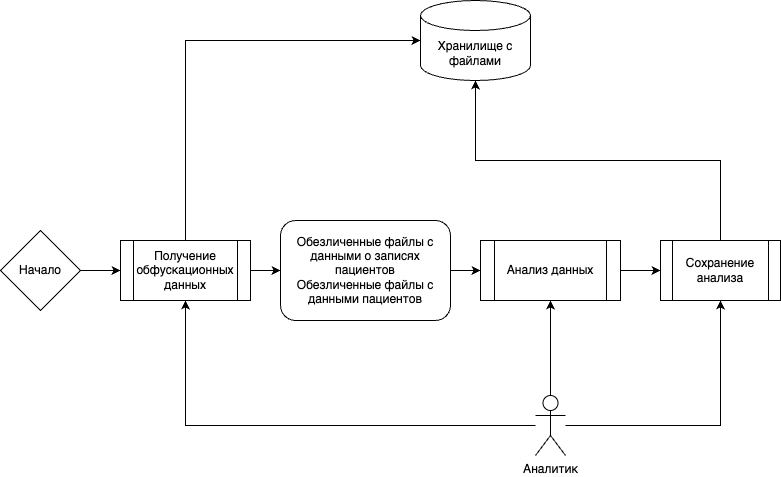 Хранилище с
файлами
Начало
Получение
обфускационных
данных
Обезличенные файлы с
данными о записях
пациентов
Обезличенные файлы с
данными пациентов
Анализ данных
Сохранение
анализа
Аналитик